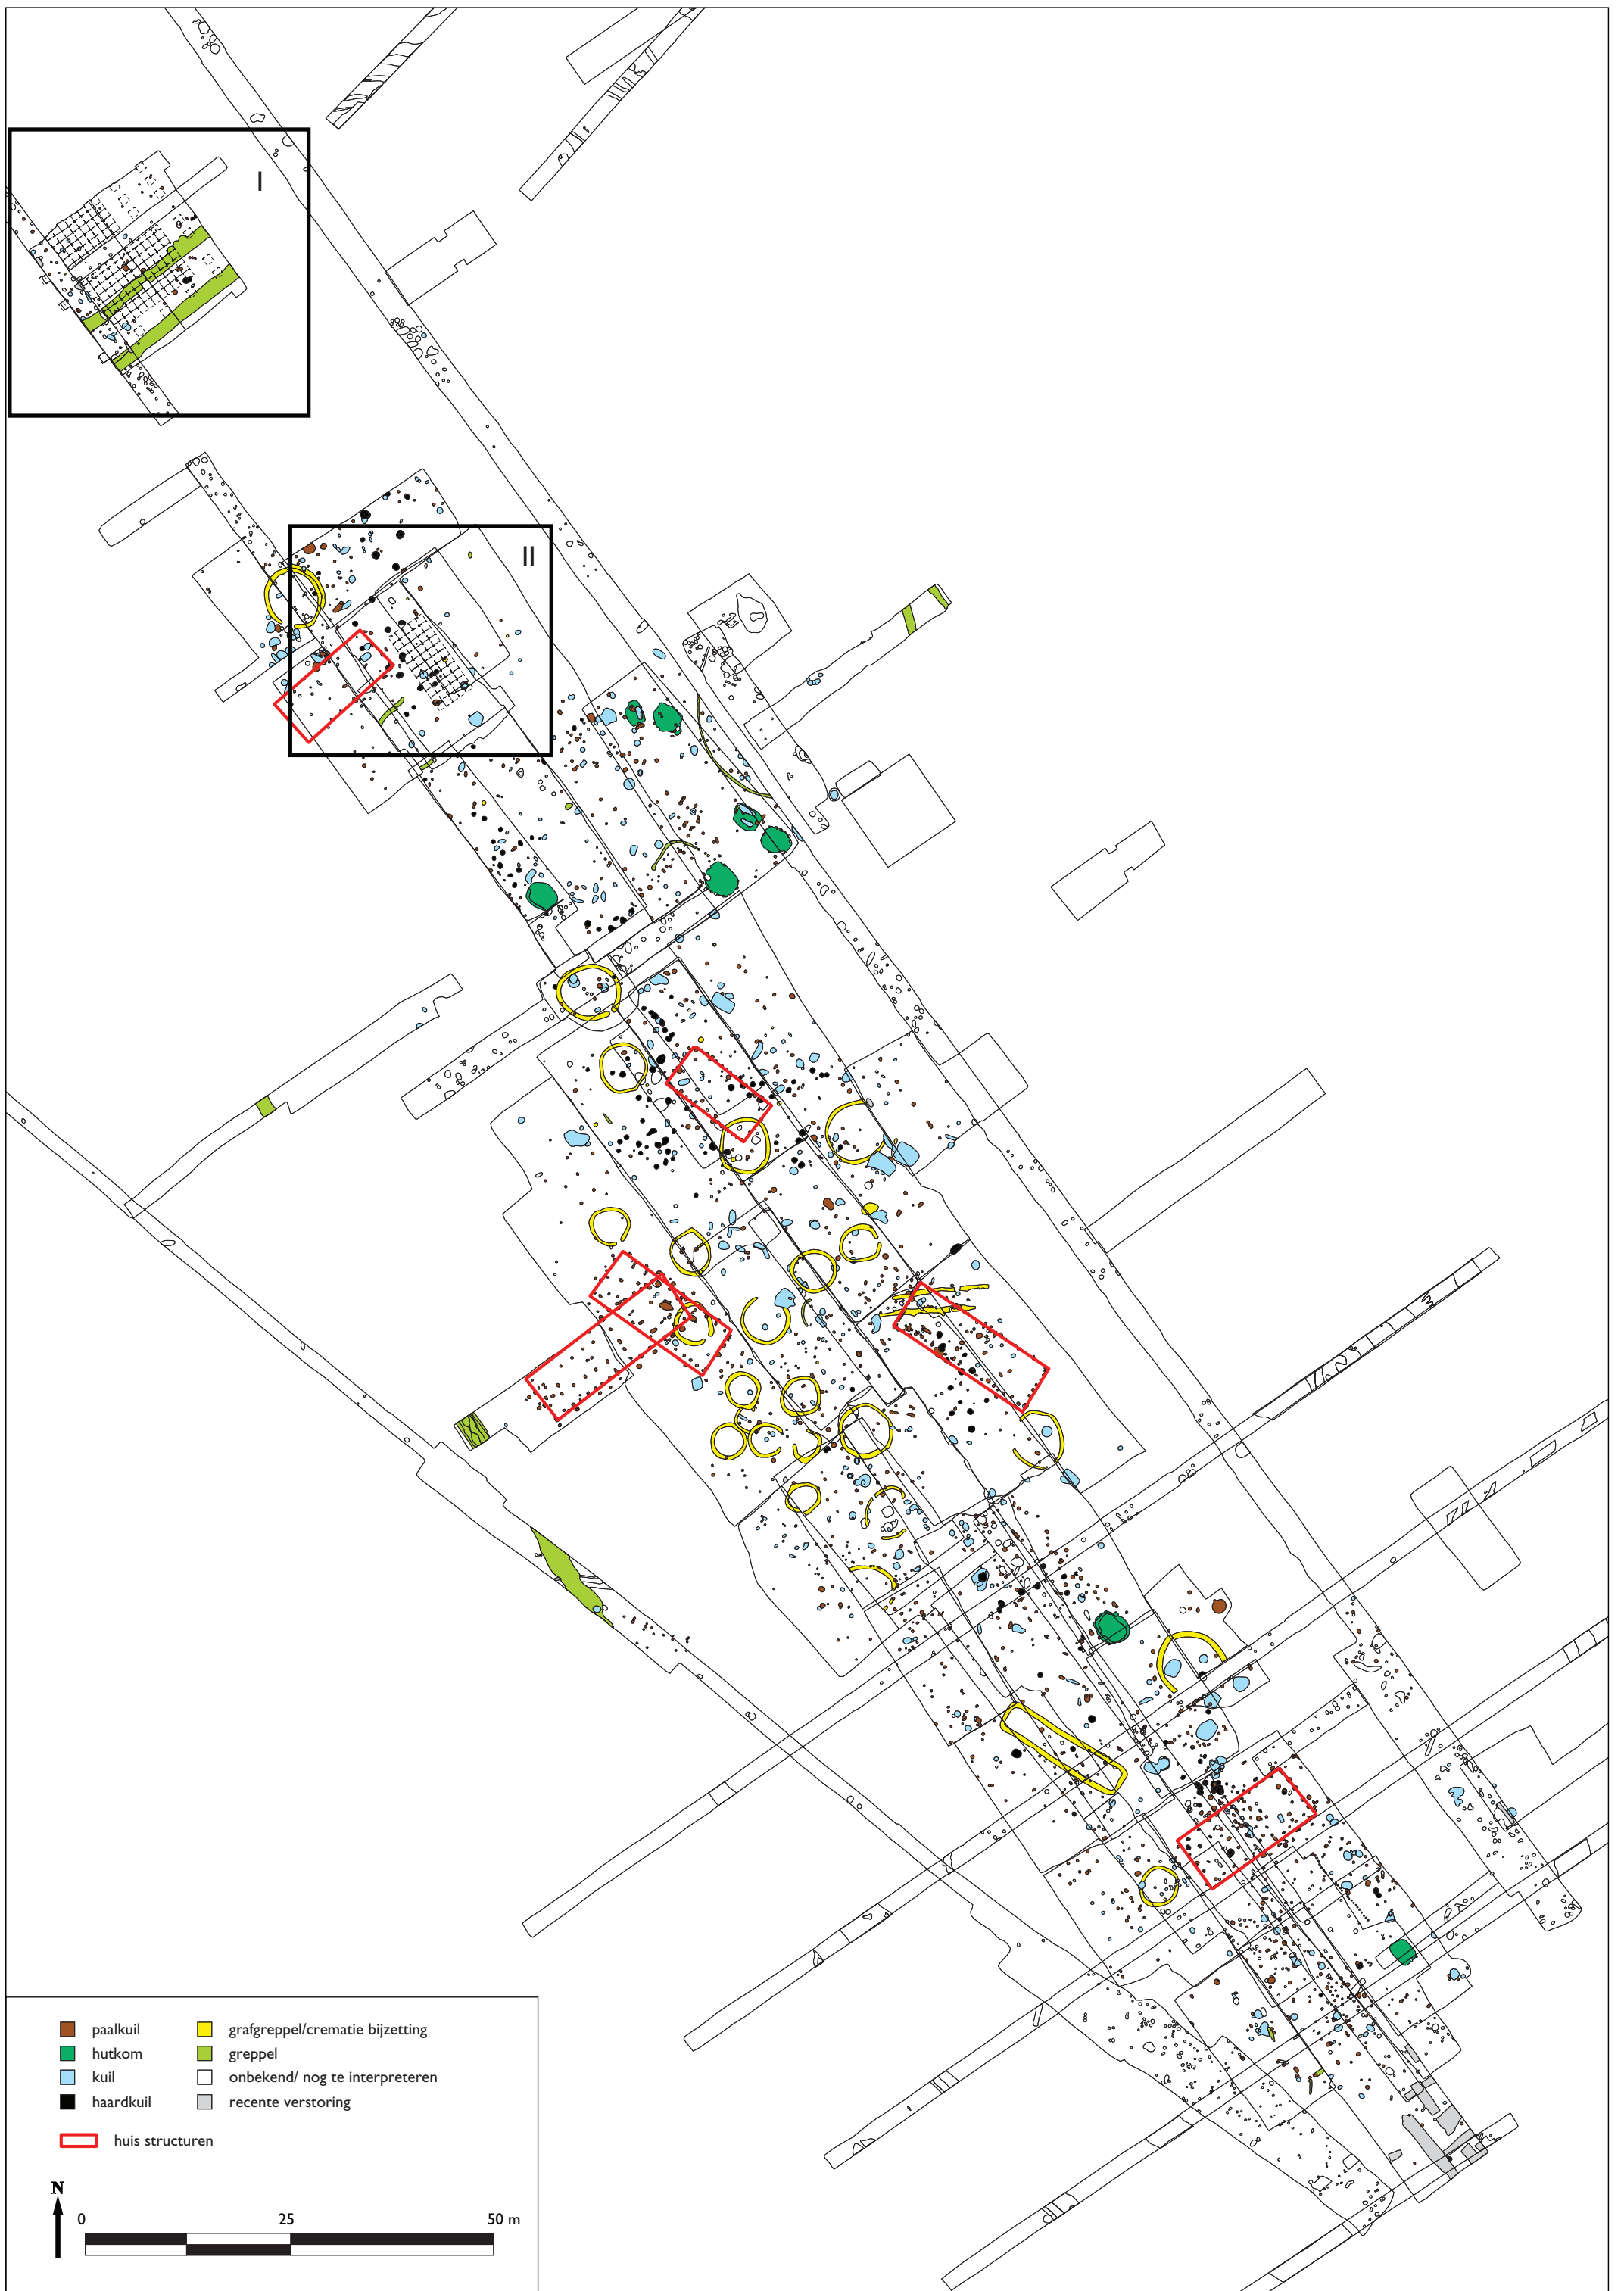 I
II
paalkuil
hutkom
kuil
haardkuil
grafgreppel/crematie bijzetting
greppel
onbekend/ nog te interpreteren
recente verstoring
huis structuren
N
0 25 50 m